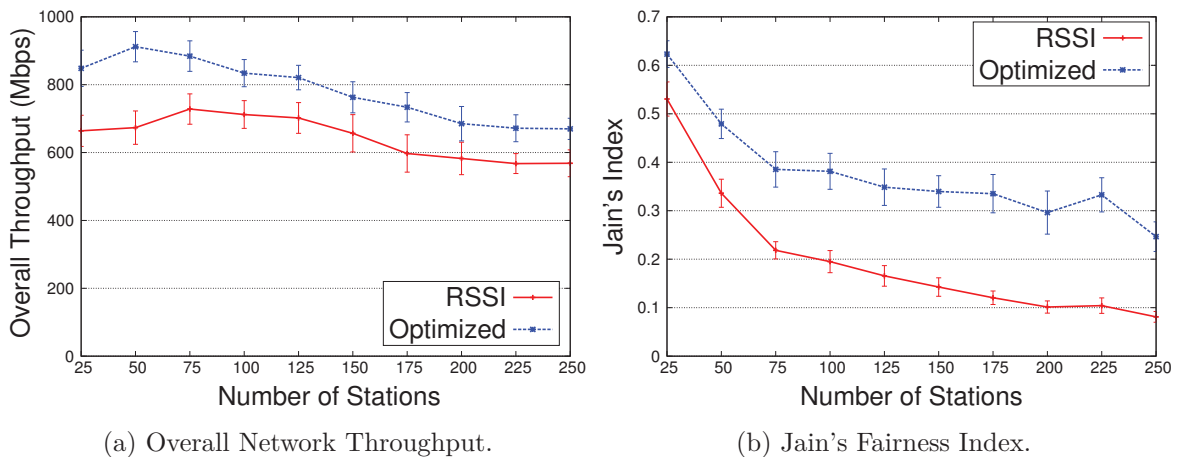 1000
800
600
400
200
0
Overall Throughput (Mbps)
RSSI
Optimized
25 50 75 100 125 150 175 200 225 250
Number of Stations
(a) Overall Network Throughput.
0.7
0.6
0.5
0.4
0.3
0.2
0.1
0
Jain's Index
RSSI
Optimized
25 50 75 100 125 150 175 200 225 250
Number of Stations
(b) Jain's Fairness Index.